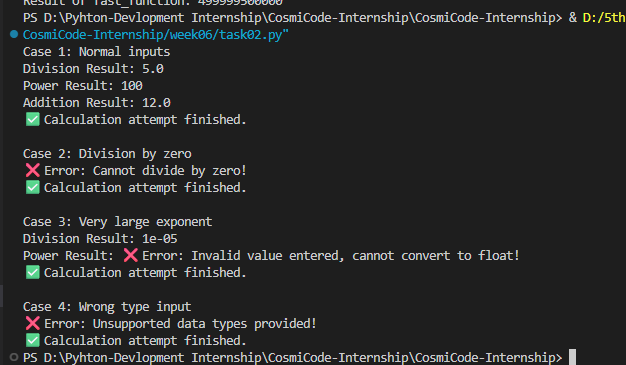 Result of fast_function: 499999500000
PS D:\Pyhton-Devlopment Internship\CosmiCode-Internship\CosmiCode-Internship> & D:/5th
CosmiCode-Internship/week06/task02.py"
Case 1: Normal inputs
Division Result: 5.0
Power Result: 100
Addition Result: 12.0
✅ Calculation attempt finished.
Case 2: Division by zero
❌ Error: Cannot divide by zero!
✅ Calculation attempt finished.
Case 3: Very large exponent
Division Result: 1e-05
Power Result: ❌ Error: Invalid value entered, cannot convert to float!
✅ Calculation attempt finished.
Case 4: Wrong type input
❌ Error: Unsupported data types provided!
✅ Calculation attempt finished.
PS D:\Pyhton-Devlopment Internship\CosmiCode-Internship\CosmiCode-Internship>